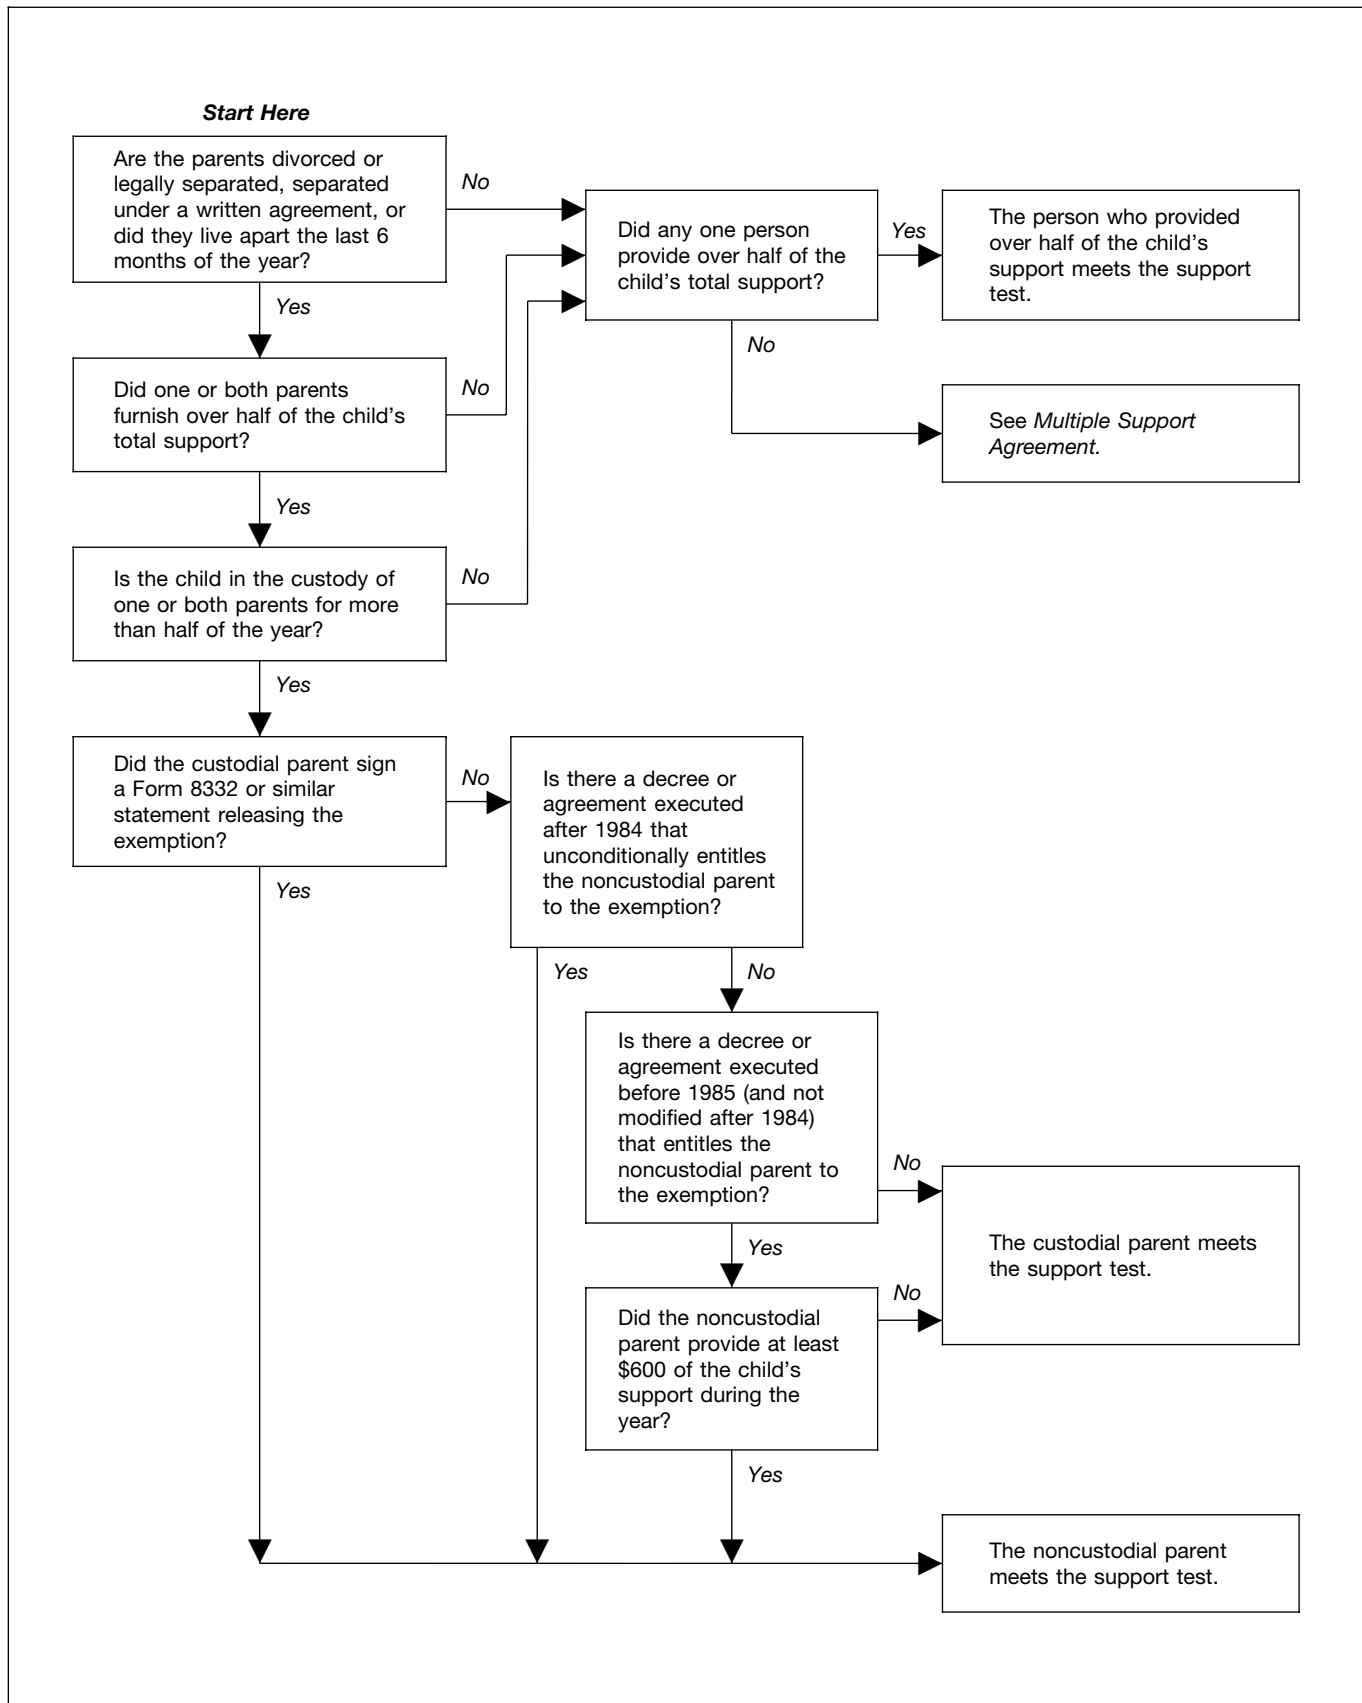 Start Here
Are the parents divorced or
legally separated, separated
under a written agreement, or
did they live apart the last 6
months of the year?
No
Did any one person
provide over half of the
child's total support?
Yes
The person who provided
over half of the child's
support meets the support
test.
Yes
No
Did one or both parents
furnish over half of the child's
total support?
No
See Multiple Support
Agreement.
Yes
Is the child in the custody of
one or both parents for more
than half of the year?
No
Yes
Did the custodial parent sign
a Form 8332 or similar
statement releasing the
exemption?
No
Is there a decree or
agreement executed
after 1984 that
unconditionally entitles
the noncustodial parent
to the exemption?
Yes
Yes
No
Is there a decree or
agreement executed
before 1985 (and not
modified after 1984)
that entitles the
noncustodial parent to
the exemption?
No
The custodial parent meets
the support test.
Yes
Did the noncustodial
parent provide at least
$600 of the child's
support during the
year?
No
Yes
The noncustodial parent
meets the support test.